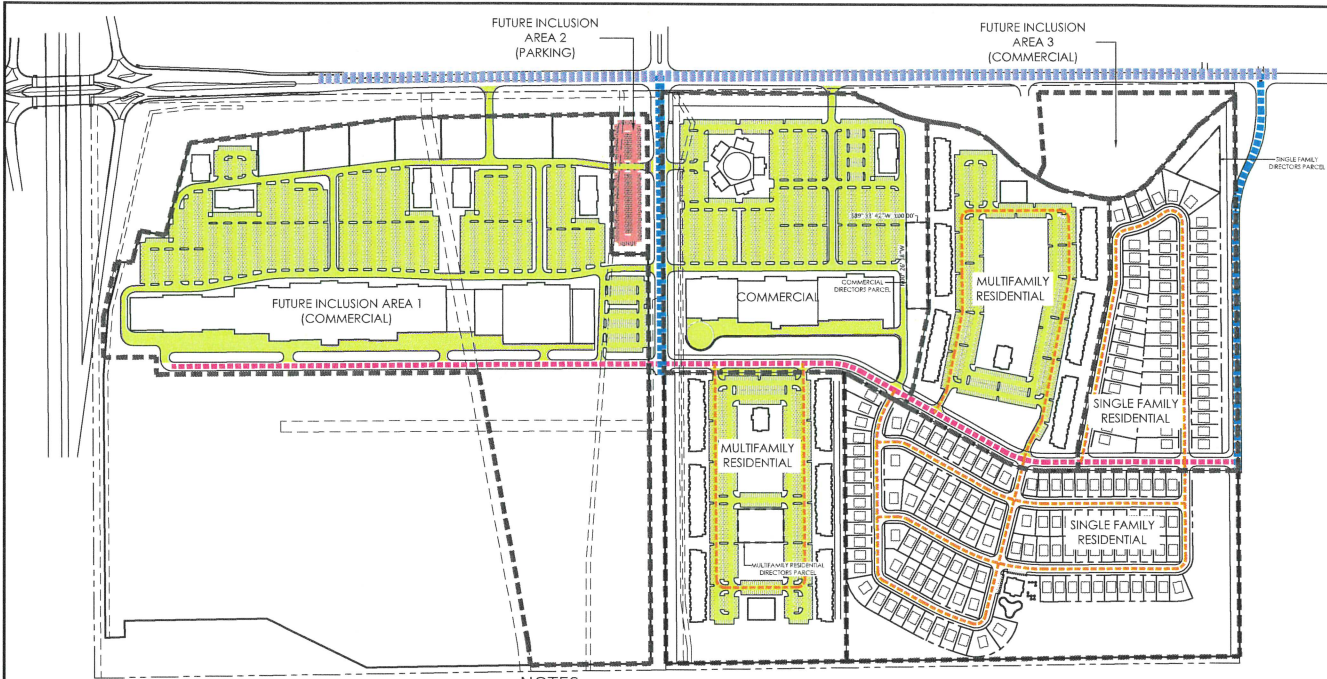 FUTURE INCLUSION
AREA 2
(PARKING)
FUTURE INCLUSION
AREA 3
(COMMERCIAL)
SINGLE FAMILY
DIRECTORS PARCEL
COMMERCIAL
DIRECTORS PARCEL
MULTIFAMILY
RESIDENTIAL
FUTURE INCLUSION AREA 1
(COMMERCIAL)
COMMERCIAL
SINGLE FAMILY
RESIDENTIAL
MULTIFAMILY
RESIDENTIAL
SINGLE FAMILY
RESIDENTIAL
MULTIFAMILY RESIDENTIAL
DIRECTORS PARCEL
NOTES